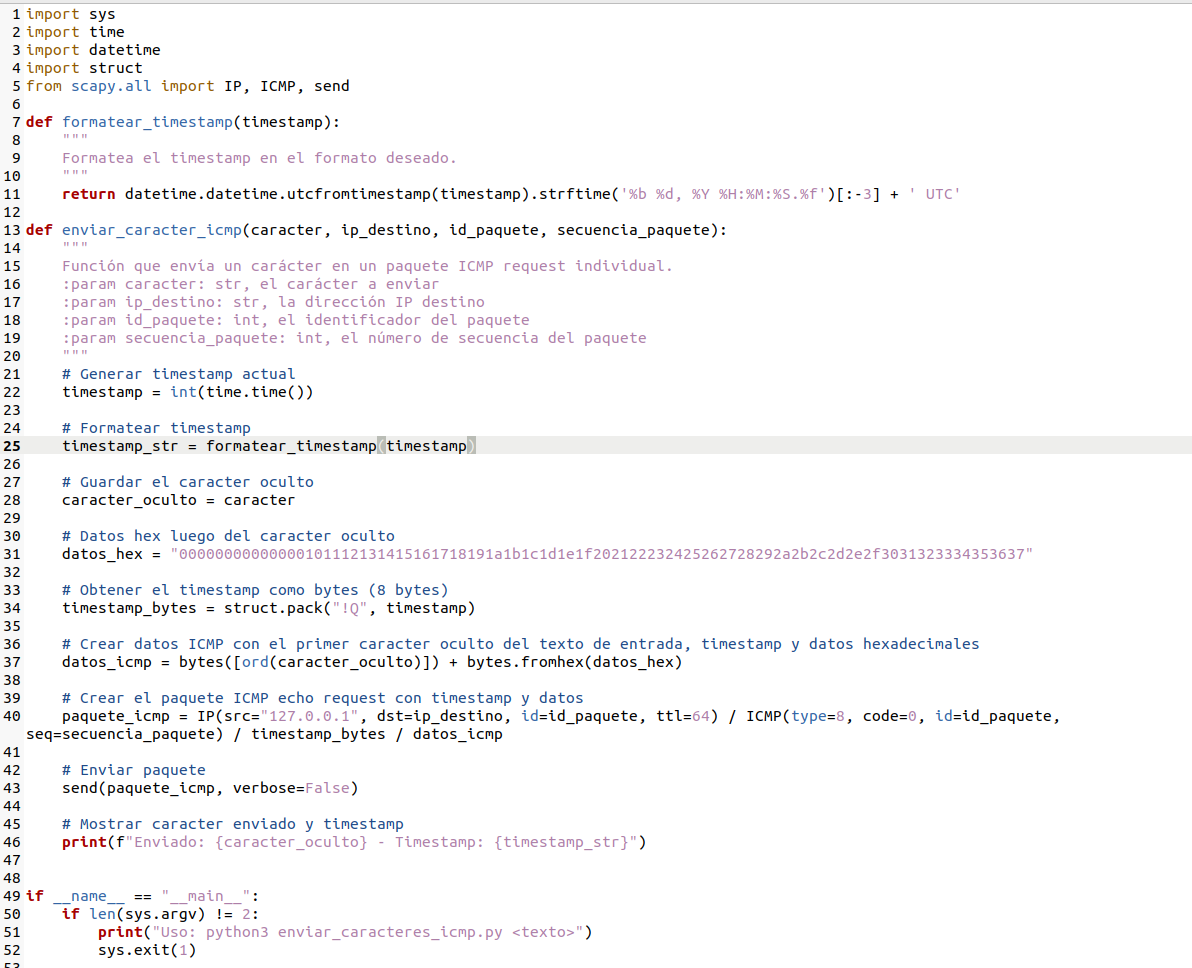 1 import sys
2 import time
3 import datetime
4 import struct
5 from scapy.all import IP, ICMP, send
6
7 def formatear_timestamp(timestamp):
8     """
9     Formatea el timestamp en el formato deseado.
10     """
11     return datetime.datetime.utcfromtimestamp(timestamp).strftime('%b %d, %Y %H:%M:%S.%f')[:-3] + ' UTC'
12
13 def enviar_caracter_icmp(caracter, ip_destino, id_paquete, secuencia_paquete):
14     """
15     Función que envía un carácter en un paquete ICMP request individual.
16     :param caracter: str, el carácter a enviar
17     :param ip_destino: str, la dirección IP destino
18     :param id_paquete: int, el identificador del paquete
19     :param secuencia_paquete: int, el número de secuencia del paquete
20     """
21     # Generar timestamp actual
22     timestamp = int(time.time())
23
24     # Formatear timestamp
25     timestamp_str = formatear_timestamp(timestamp)
26
27     # Guardar el caracter oculto
28     caracter_oculto = caracter
29
30     # Datos hex luego del caracter oculto
31     datos_hex = "00000000000000101112131415161718191a1b1c1d1e1f202122232425262728292a2b2c2d2e2f3031323334353637"
32
33     # Obtener el timestamp como bytes (8 bytes)
34     timestamp_bytes = struct.pack("!Q", timestamp)
35
36     # Crear datos ICMP con el primer caracter oculto del texto de entrada, timestamp y datos hexadecimales
37     datos_icmp = bytes([ord(caracter_oculto)]) + bytes.fromhex(datos_hex)
38
39     # Crear el paquete ICMP echo request con timestamp y datos
40     paquete_icmp = IP(src="127.0.0.1", dst=ip_destino, id=id_paquete, ttl=64) / ICMP(type=8, code=0, id=id_paquete,
seq=secuencia_paquete) / timestamp_bytes / datos_icmp
41
42     # Enviar paquete
43     send(paquete_icmp, verbose=False)
44
45     # Mostrar caracter enviado y timestamp
46     print(f"Enviado: {caracter_oculto} - Timestamp: {timestamp_str}")
47
48
49 if __name__ == "__main__":
50     if len(sys.argv) != 2:
51         print("Uso: python3 enviar_caracteres_icmp.py <texto>")
52         sys.exit(1)
53